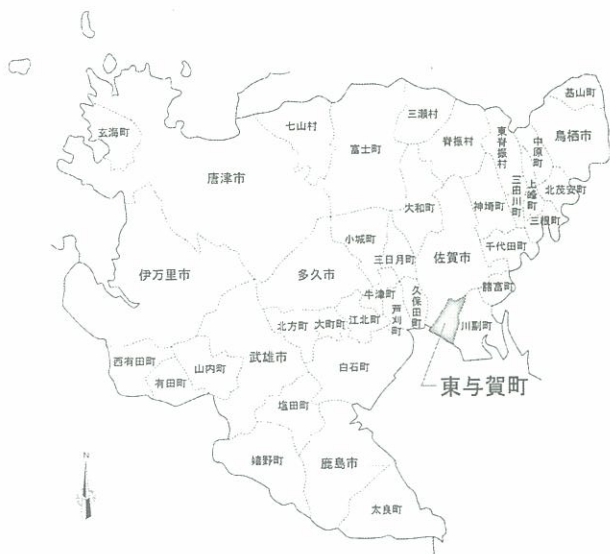 基山町
玄海町
七山村
三瀬村
鳥栖市
富士町
脊振村
東脊振村
中原町
唐津市
三田川町
上峰町
北茂安町
大和町
神埼町
三根町
小城町
三日月町
佐賀市
千代田町
伊万里市
多久市
牛津町
久保田町
諸富町
芦刈町
北方町
大町町
江北町
川副町
西有田町
山内町
武雄市
有田町
白石町
東与賀町
塩田町
嬉野町
鹿島市
太良町
N